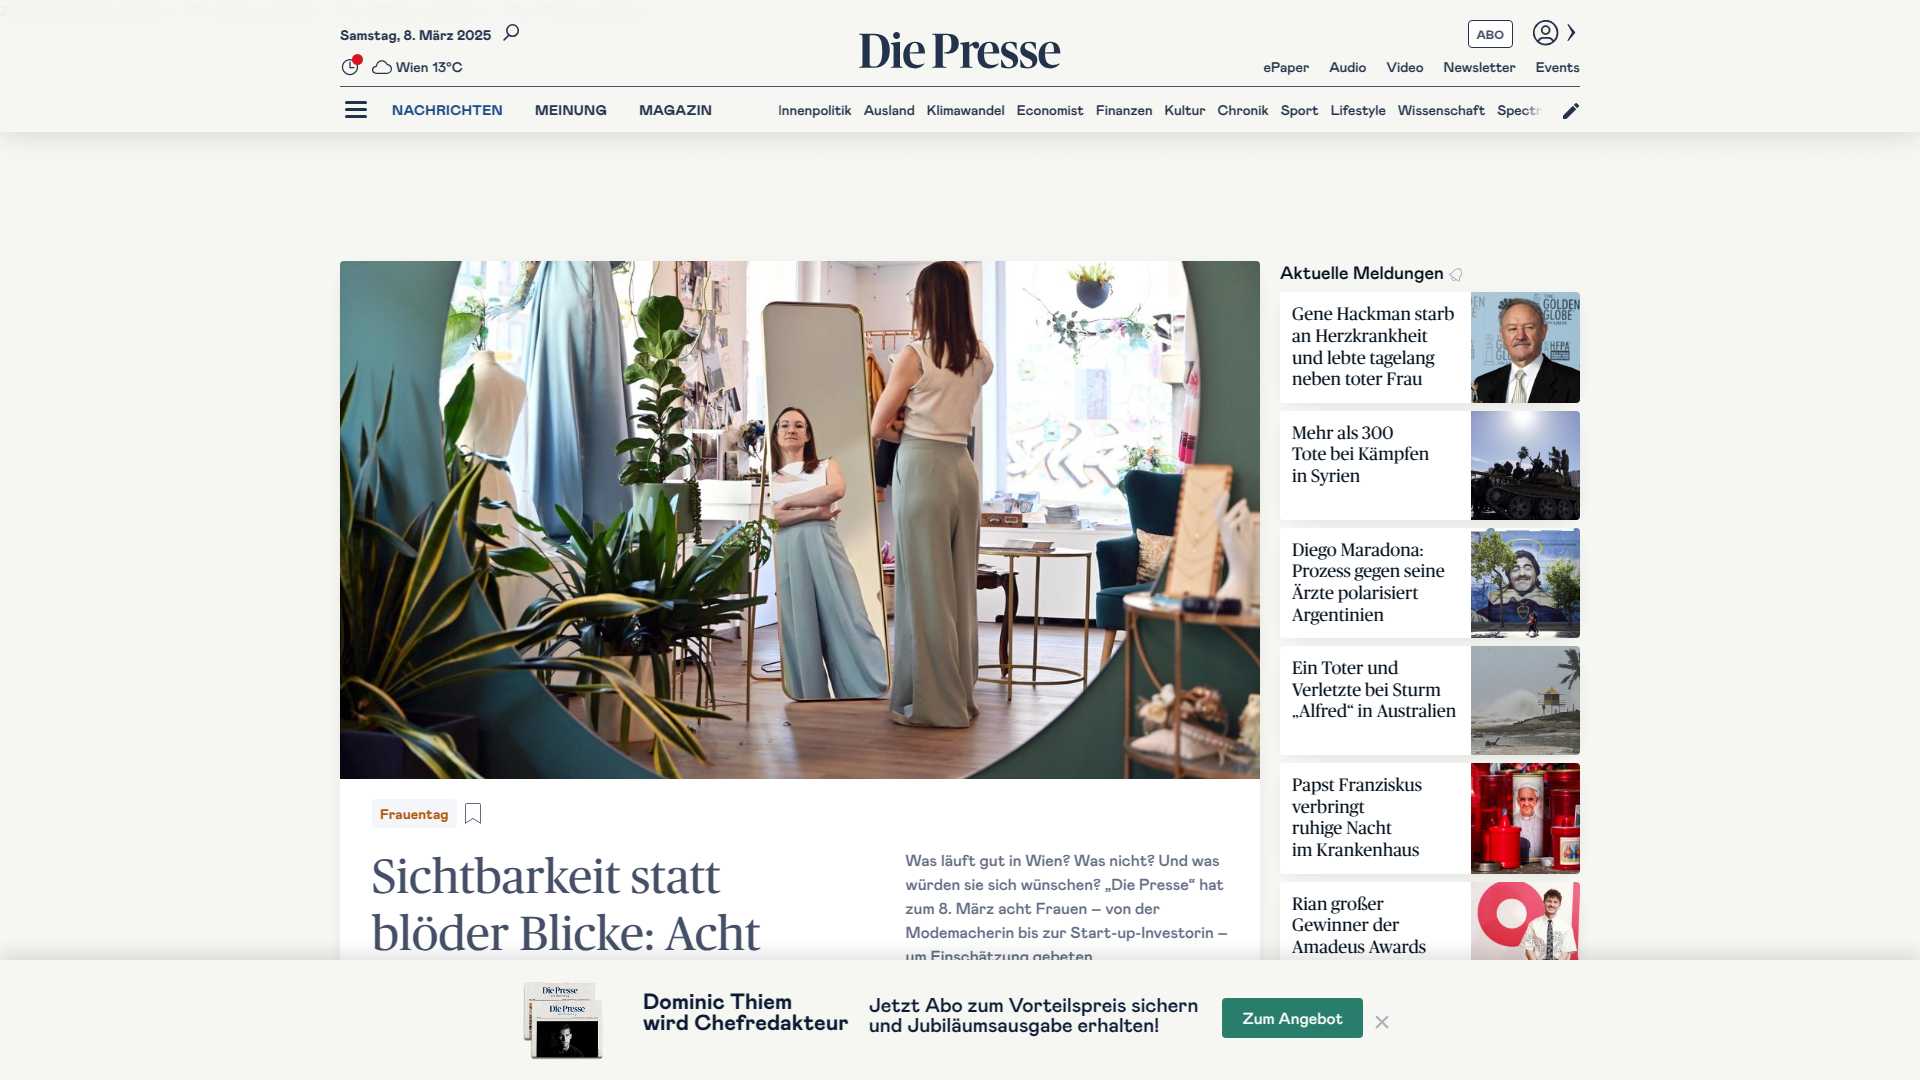 Samstag, 8. März 2025
Die Presse
ABO
Wien 13°C
ePaper Audio Video Newsletter Events
NACHRICHTEN MEINUNG MAGAZIN
Innenpolitik Ausland Klimawandel Economist Finanzen Kultur Chronik Sport Lifestyle Wissenschaft Spectr
Frauentag
Sichtbarkeit statt
blöder Blicke: Acht
Was läuft gut in Wien? Was nicht? Und was
würden sie sich wünschen? „Die Presse“ hat
zum 8. März acht Frauen – von der
Modemacherin bis zur Start-up-Investorin –
um Einschätzung gebeten.
Aktuelle Meldungen
Gene Hackman starb
an Herzkrankheit
und lebte tagelang
neben toter Frau
GOLDEN
GLOBE
HFPA
Mehr als 300
Tote bei Kämpfen
in Syrien
Diego Maradona:
Prozess gegen seine
Ärzte polarisiert
Argentinien
Ein Toter und
Verletzte bei Sturm
„Alfred“ in Australien
Papst Franziskus
verbringt
ruhige Nacht
im Krankenhaus
Rian großer
Gewinner der
Amadeus Awards
Die Presse
Die Presse
Dominic Thiem
wird Chefredakteur
Jetzt Abo zum Vorteilspreis sichern
und Jubiläumsausgabe erhalten!
Zum Angebot